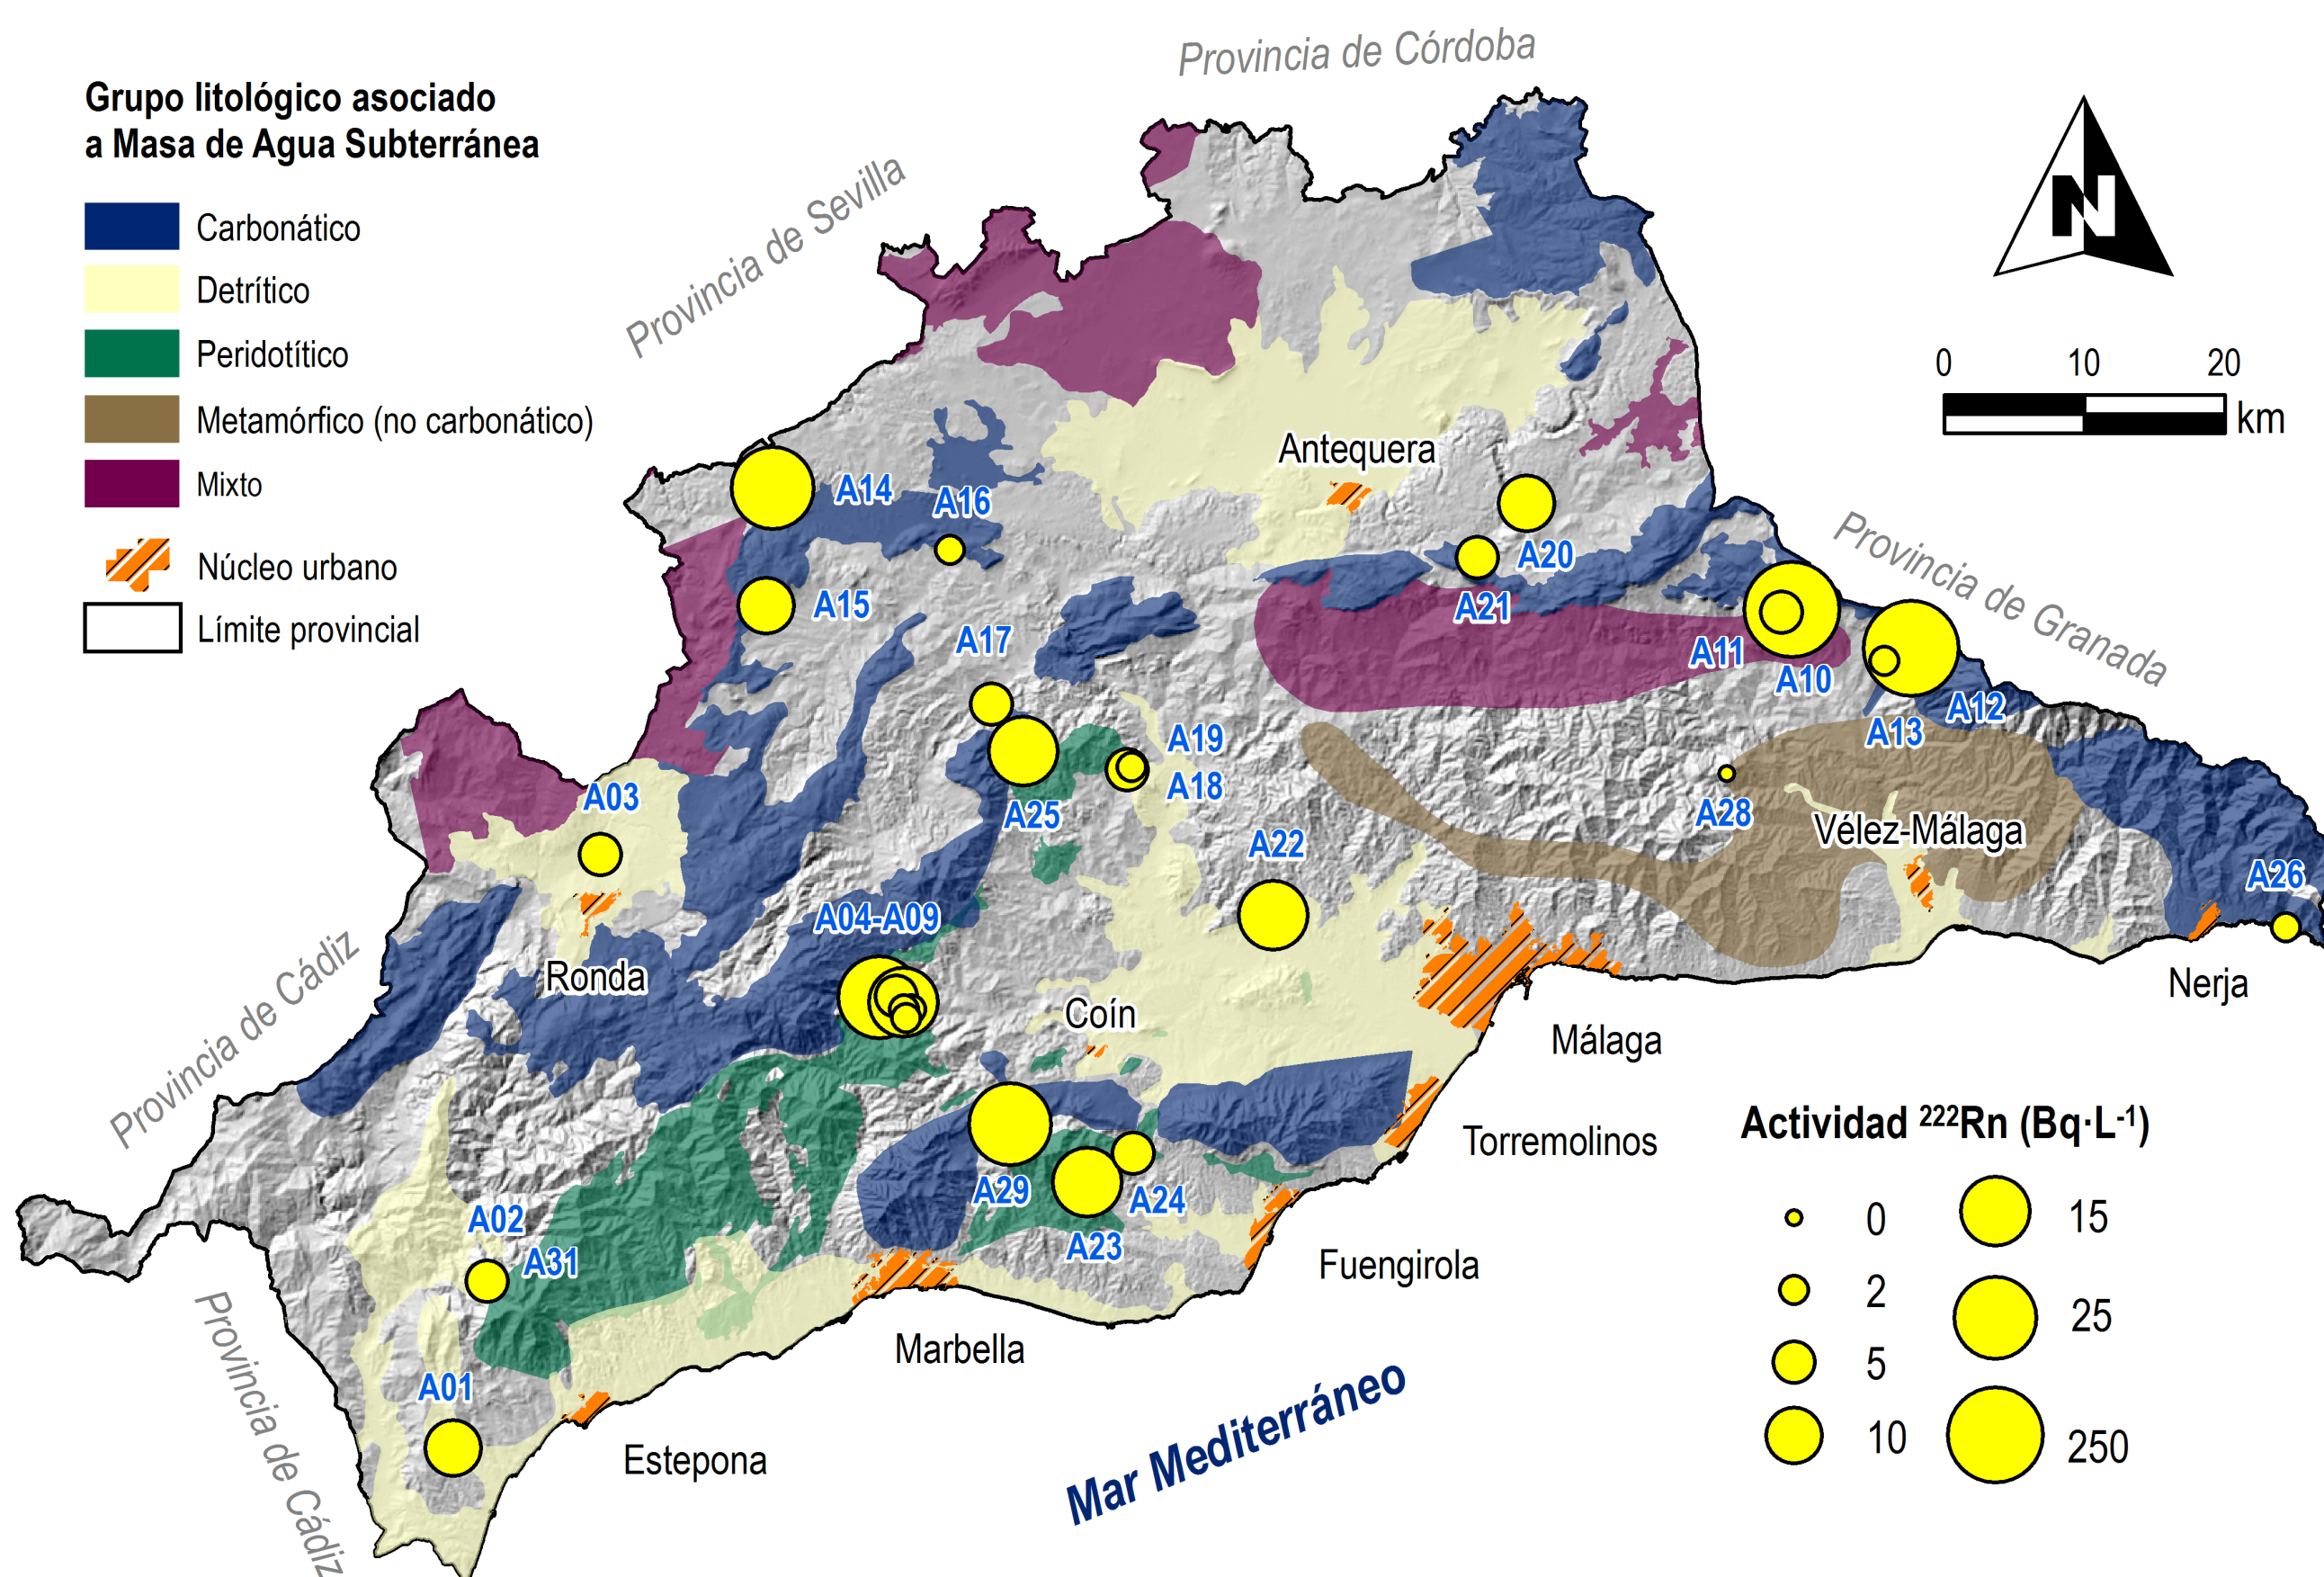 Provincia de Córdoba
Grupo litológico asociado
a Masa de Agua Subterránea
Carbonático
Detrítico
Peridotítico
Metamórfico (no carbonático)
Mixto
Núcleo urbano
Límite provincial
Provincia de Sevilla
N
0 10 20
km
Antequera
A14
A16
A20
A15
A21
Provincia de Granada
A17
A11
A10
A12
A13
A19
A18
A03
A25
A28
A22
Vélez-Málaga
A26
A04-A09
Ronda
Coín
Nerja
Málaga
Provincia de Cádiz
Torremolinos
A29
A24
A23
A02
A31
Fuengirola
Marbella
A01
Estepona
Provincia de Cádiz
Mar Mediterráneo
Actividad ²²²Rn (Bq·L⁻¹)
0 15
2
25
5
10 250